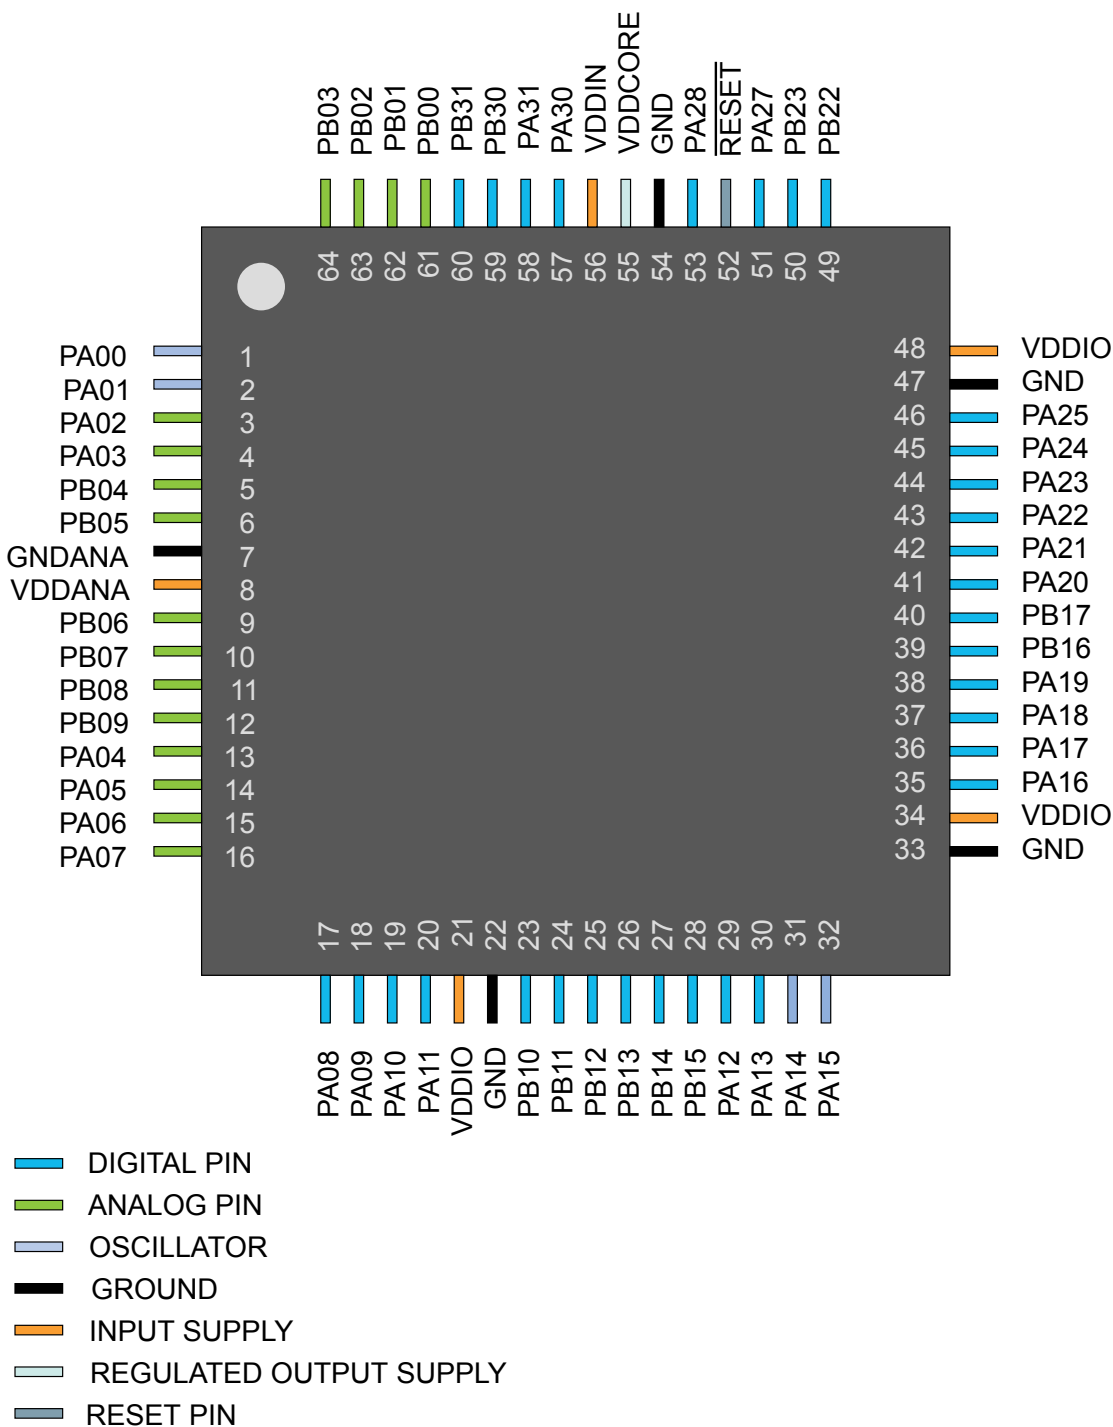 PB03 PB02 PB01 PB00 PB31 PB30 PA31 PA30 VDDIN VDDCORE GND PA28 RESET PA27 PB23 PB22
64 63 62 61 60 59 58 57 56 55 54 53 52 51 50 49
PA00 1 48 VDDIO
PA01 2 47 GND
PA02 3 46 PA25
PA03 4 45 PA24
PB04 5 44 PA23
PB05 6 43 PA22
GNDANA 7 42 PA21
VDDANA 8 41 PA20
PB06 9 40 PB17
PB07 10 39 PB16
PB08 11 38 PA19
PB09 12 37 PA18
PA04 13 36 PA17
PA05 14 35 PA16
PA06 15 34 VDDIO
PA07 16 33 GND
17 18 19 20 21 22 23 24 25 26 27 28 29 30 31 32
PA08 PA09 PA10 PA11 VDDIO GND PB10 PB11 PB12 PB13 PB14 PB15 PA12 PA13 PA14 PA15
DIGITAL PIN
ANALOG PIN
OSCILLATOR
GROUND
INPUT SUPPLY
REGULATED OUTPUT SUPPLY
RESET PIN